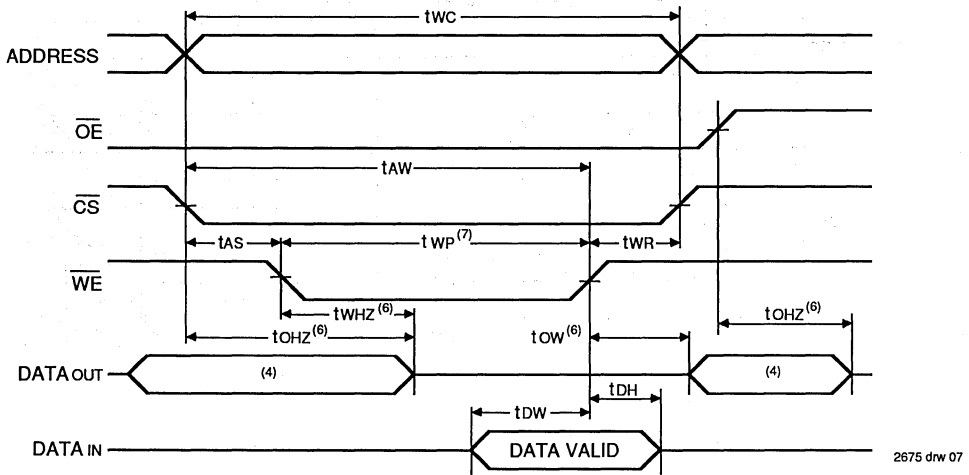 tWC
ADDRESS
OE
tAW
CS
tAS
tWP(7)
tWR
WE
tWHZ(6)
tOHZ(6)
tOW(6)
tOHZ(6)
DATA OUT
(4)
(4)
tDH
tDW
DATA IN
DATA VALID
2675 drw 07